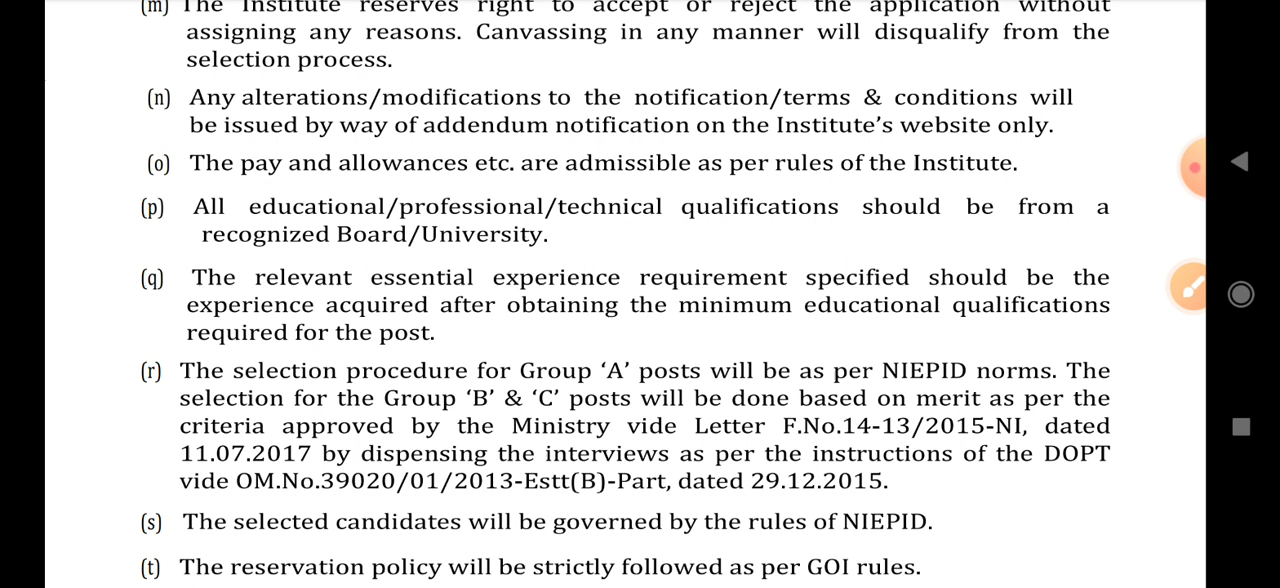 (m) The Institute reserves right to accept or reject the application without
assigning any reasons. Canvassing in any manner will disqualify from the
selection process.
(n) Any alterations/modifications to the notification/terms & conditions will
be issued by way of addendum notification on the Institute's website only.
(o) The pay and allowances etc. are admissible as per rules of the Institute.
(p) All educational/professional/technical qualifications should be from a
recognized Board/University.
(q) The relevant essential experience requirement specified should be the
experience acquired after obtaining the minimum educational qualifications
required for the post.
(r) The selection procedure for Group ‘A’ posts will be as per NIEPID norms. The
selection for the Group ‘B’ & ‘C’ posts will be done based on merit as per the
criteria approved by the Ministry vide Letter F.No.14-13/2015-NI, dated
11.07.2017 by dispensing the interviews as per the instructions of the DOPT
vide OM.No.39020/01/2013-Estt(B)-Part, dated 29.12.2015.
(s) The selected candidates will be governed by the rules of NIEPID.
(t) The reservation policy will be strictly followed as per GOI rules.